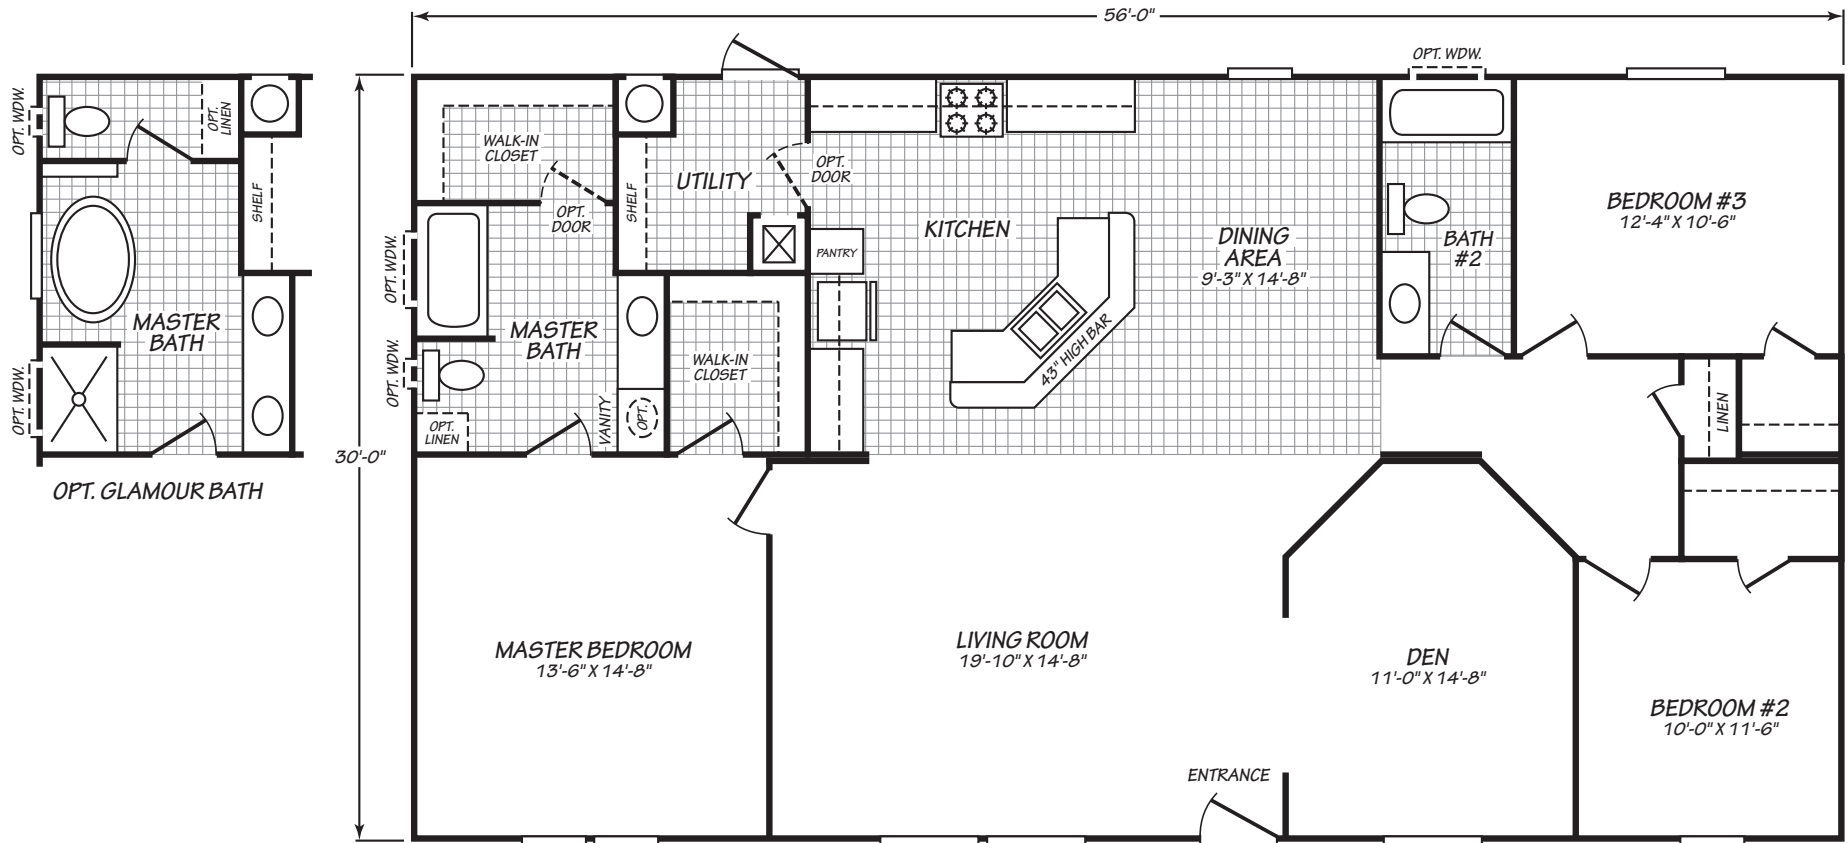 56'-0"
OPT. WDW.
OPT. WDW.
OPT.
LINEN
SHELF
MASTER
BATH
OPT. WDW.
OPT. GLAMOUR BATH
30'-0"
WALK-IN
CLOSET
OPT.
DOOR
SHELF
UTILITY
OPT.
DOOR
OPT. WDW.
MASTER
BATH
OPT. WDW.
OPT.
LINEN
VANITY
OPT.
WALK-IN
CLOSET
PANTRY
KITCHEN
43" HIGH BAR
DINING
AREA
9'-3" X 14'-8"
BATH
#2
BEDROOM #3
12'-4" X 10'-6"
LINEN
MASTER BEDROOM
13'-6" X 14'-8"
LIVING ROOM
19'-10" X 14'-8"
ENTRANCE
DEN
11'-0" X 14'-8"
BEDROOM #2
10'-0" X 11'-6"